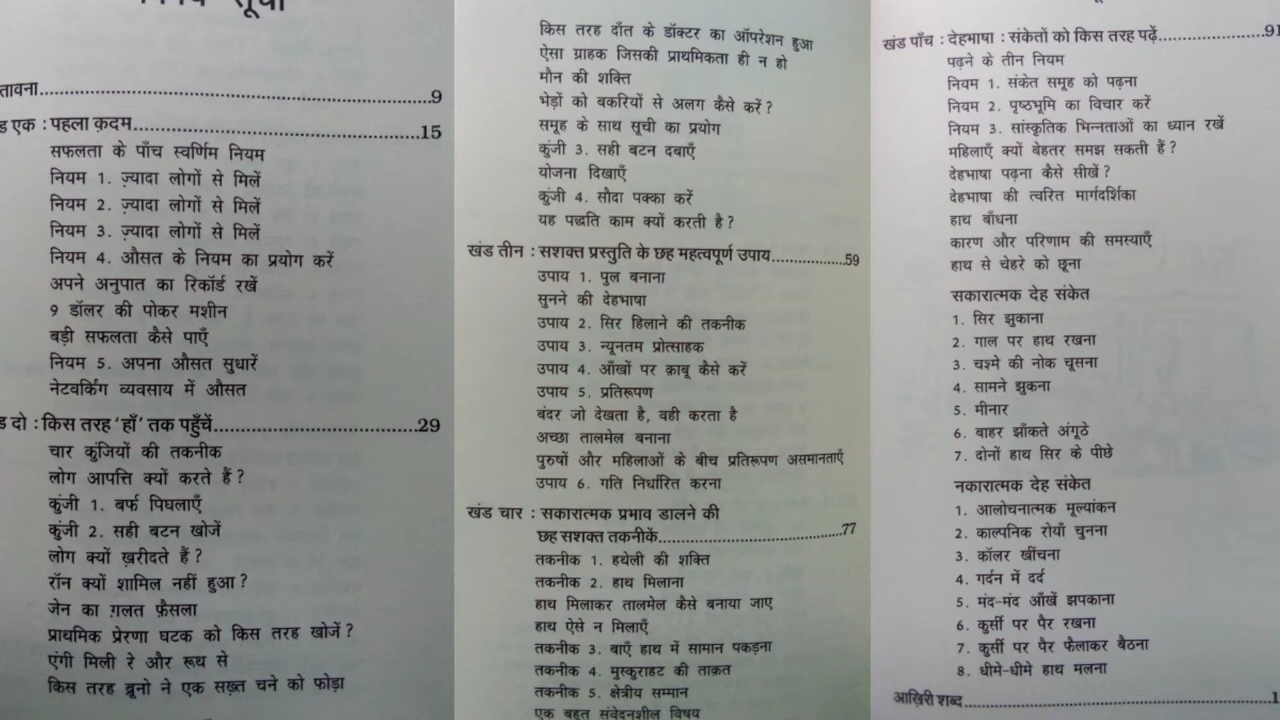 सूची
तावना....................9
ड एक : पहला क़दम....................15
सफलता के पाँच स्वर्णिम नियम
नियम 1. ज़्यादा लोगों से मिलें
नियम 2. ज़्यादा लोगों से मिलें
नियम 3. ज़्यादा लोगों से मिलें
नियम 4. औसत के नियम का प्रयोग करें
अपने अनुपात का रिकॉर्ड रखें
9 डॉलर की पोकर मशीन
बड़ी सफलता कैसे पाएँ
नियम 5. अपना औसत सुधारें
नेटवर्किंग व्यवसाय में औसत
ड दो : किस तरह ‘हाँ’ तक पहुँचें....................29
चार कुंजियों की तकनीक
लोग आपत्ति क्यों करते हैं?
कुंजी 1. बर्फ पिघलाएँ
कुंजी 2. सही बटन खोजें
लोग क्यों ख़रीदते हैं?
रॉन क्यों शामिल नहीं हुआ?
जेन का ग़लत फ़ैसला
प्राथमिक प्रेरणा घटक को किस तरह खोजें?
एंगी मिली रे और रूथ से
किस तरह ब्रूनो ने एक सख़्त चने को फोड़ा
किस तरह दाँत के डॉक्टर का ऑपरेशन हुआ
ऐसा ग्राहक जिसकी प्राथमिकता ही न हो
मौन की शक्ति
भेड़ों को बकरियों से अलग कैसे करें?
समूह के साथ सूची का प्रयोग
कुंजी 3. सही बटन दबाएँ
योजना दिखाएँ
कुंजी 4. सौदा पक्का करें
यह पद्धति काम क्यों करती है?
खंड तीन : सशक्त प्रस्तुति के छह महत्वपूर्ण उपाय....................59
उपाय 1. पुल बनाना
सुनने की देहभाषा
उपाय 2. सिर हिलाने की तकनीक
उपाय 3. न्यूनतम प्रोत्साहक
उपाय 4. आँखों पर क़ाबू कैसे करें
उपाय 5. प्रतिरूपण
बंदर जो देखता है, वही करता है
अच्छा तालमेल बनाना
पुरुषों और महिलाओं के बीच प्रतिरूपण असमानताएँ
उपाय 6. गति निर्धारित करना
खंड चार : सकारात्मक प्रभाव डालने की
छह सशक्त तकनीकें....................77
तकनीक 1. हथेली की शक्ति
तकनीक 2. हाथ मिलाना
हाथ मिलाकर तालमेल कैसे बनाया जाए
हाथ ऐसे न मिलाएँ
तकनीक 3. बाएँ हाथ में सामान पकड़ना
तकनीक 4. मुस्कुराहट की ताक़त
तकनीक 5. क्षेत्रीय सम्मान
एक बहुत संवेदनशील विषय
खंड पाँच : देहभाषा : संकेतों को किस तरह पढ़ें....................91
पढ़ने के तीन नियम
नियम 1. संकेत समूह को पढ़ना
नियम 2. पृष्ठभूमि का विचार करें
नियम 3. सांस्कृतिक भिन्नताओं का ध्यान रखें
महिलाएँ क्यों बेहतर समझ सकती हैं?
देहभाषा पढ़ना कैसे सीखें?
देहभाषा की त्वरित मार्गदर्शिका
हाथ बाँधना
कारण और परिणाम की समस्याएँ
हाथ से चेहरे को छूना
सकारात्मक देह संकेत
1. सिर झुकाना
2. गाल पर हाथ रखना
3. चश्मे की नोक चूसना
4. सामने झुकना
5. मीनार
6. बाहर झाँकते अंगूठे
7. दोनों हाथ सिर के पीछे
नकारात्मक देह संकेत
1. आलोचनात्मक मूल्यांकन
2. काल्पनिक रोयाँ चुनना
3. कॉलर खींचना
4. गर्दन में दर्द
5. मंद-मंद आँखें झपकाना
6. कुर्सी पर पैर रखना
7. कुर्सी पर पैर फैलाकर बैठना
8. धीमे-धीमे हाथ मलना
आख़िरी शब्द....................1